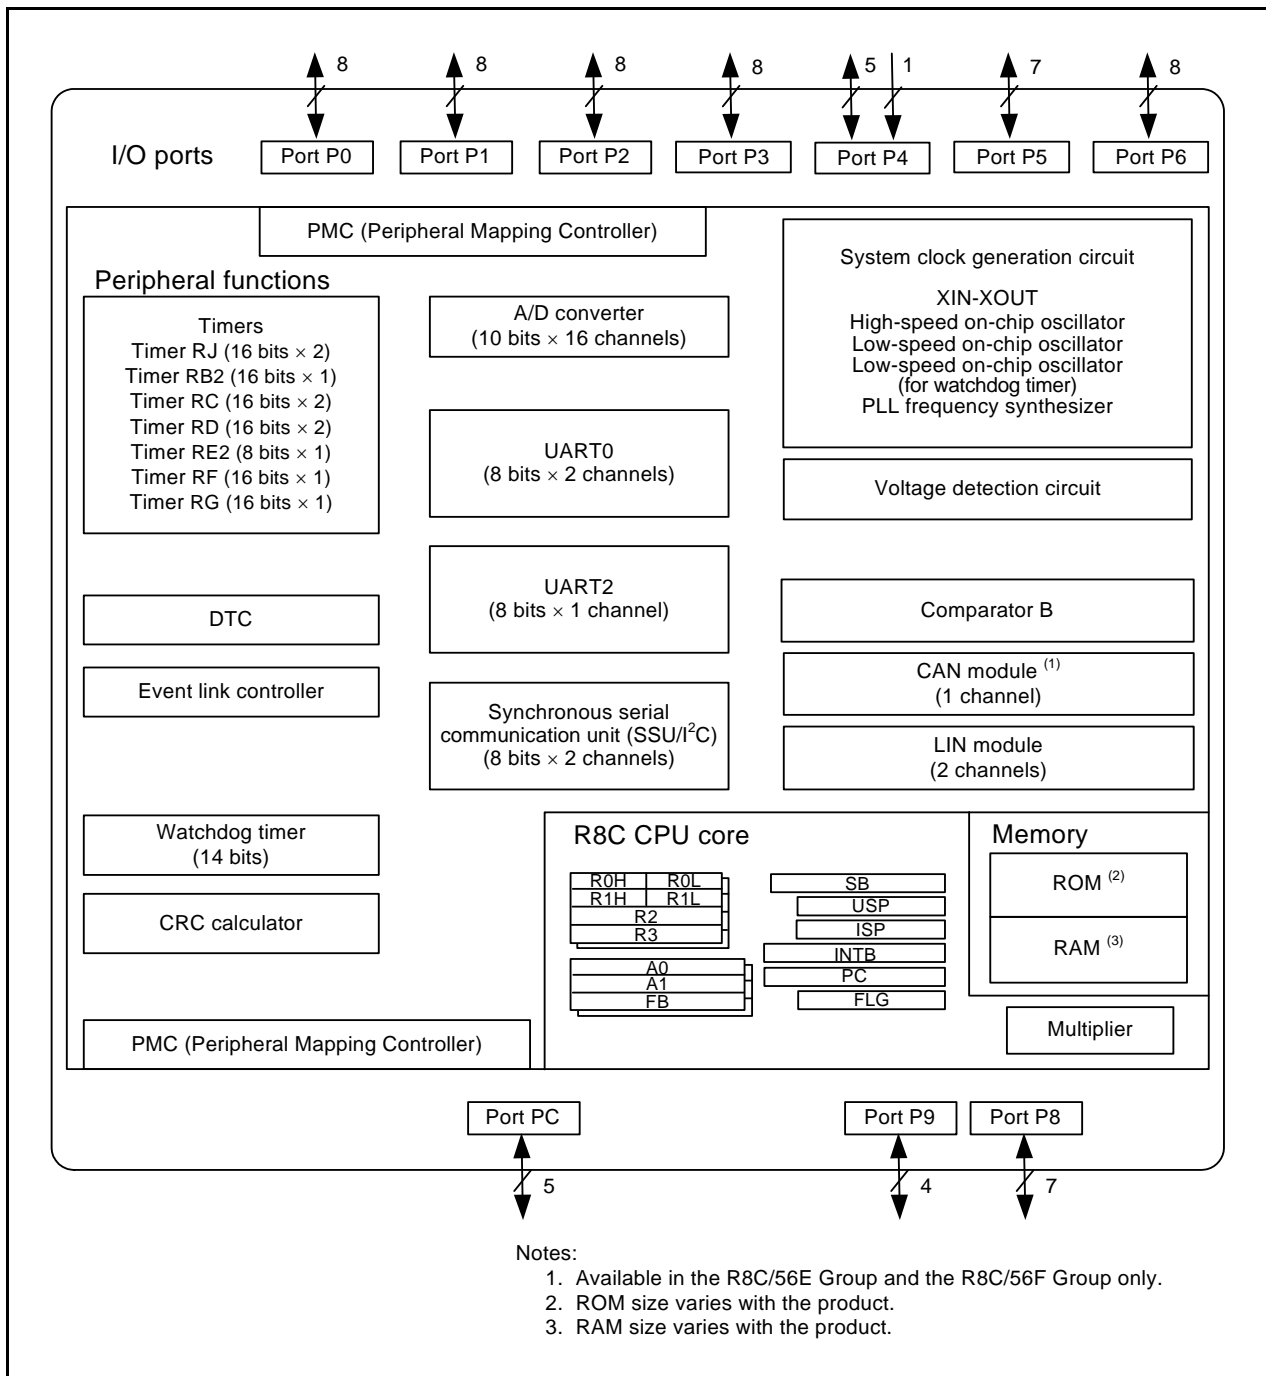 8 8 8 8 5 1 7 8
I/O ports
Port P0 Port P1 Port P2 Port P3 Port P4 Port P5 Port P6
PMC (Peripheral Mapping Controller)
Peripheral functions
Timers
Timer RJ (16 bits × 2)
Timer RB2 (16 bits × 1)
Timer RC (16 bits × 2)
Timer RD (16 bits × 2)
Timer RE2 (8 bits × 1)
Timer RF (16 bits × 1)
Timer RG (16 bits × 1)
DTC
Event link controller
Watchdog timer
(14 bits)
CRC calculator
A/D converter
(10 bits × 16 channels)
UART0
(8 bits × 2 channels)
UART2
(8 bits × 1 channel)
Synchronous serial
communication unit (SSU/I²C)
(8 bits × 2 channels)
System clock generation circuit
XIN-XOUT
High-speed on-chip oscillator
Low-speed on-chip oscillator
Low-speed on-chip oscillator
(for watchdog timer)
PLL frequency synthesizer
Voltage detection circuit
Comparator B
CAN module (1)
(1 channel)
LIN module
(2 channels)
R8C CPU core
R0H R0L
R1H R1L
R2
R3
A0
A1
FB
SB
USP
ISP
INTB
PC
FLG
Memory
ROM (2)
RAM (3)
Multiplier
PMC (Peripheral Mapping Controller)
Port PC Port P9 Port P8
5 4 7
Notes:
1. Available in the R8C/56E Group and the R8C/56F Group only.
2. ROM size varies with the product.
3. RAM size varies with the product.